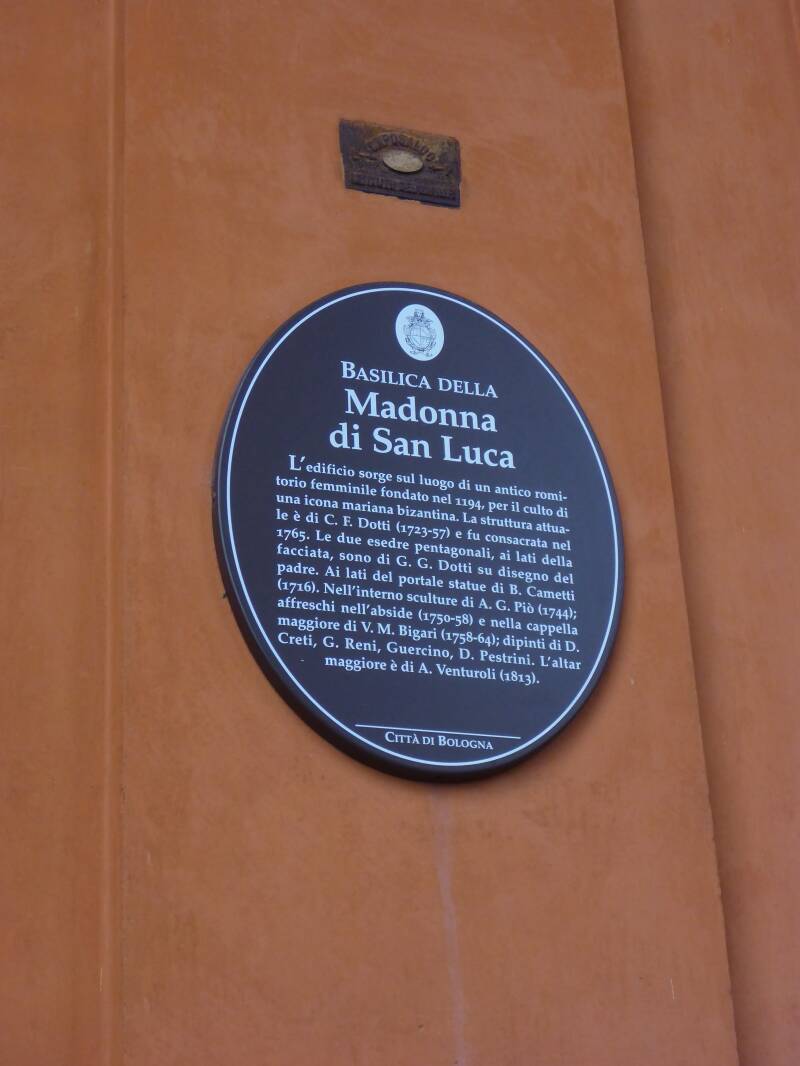 CAPOSALDO
BASILICA DELLA
Madonna
di San Luca
L'edificio sorge sul luogo di un antico romi-
torio femminile fondato nel 1194, per il culto di
una icona mariana bizantina. La struttura attua-
le è di C. F. Dotti (1723-57) e fu consacrata nel
1765. Le due esedre pentagonali, ai lati della
facciata, sono di G. G. Dotti su disegno del
padre. Ai lati del portale statue di B. Cametti
(1716). Nell'interno sculture di A. G. Piò (1744);
affreschi nell'abside (1750-58) e nella cappella
maggiore di V. M. Bigari (1758-64); dipinti di D.
Creti, G. Reni, Guercino, D. Pestrini. L'altar
maggiore è di A. Venturoli (1813).
CITTÀ DI BOLOGNA